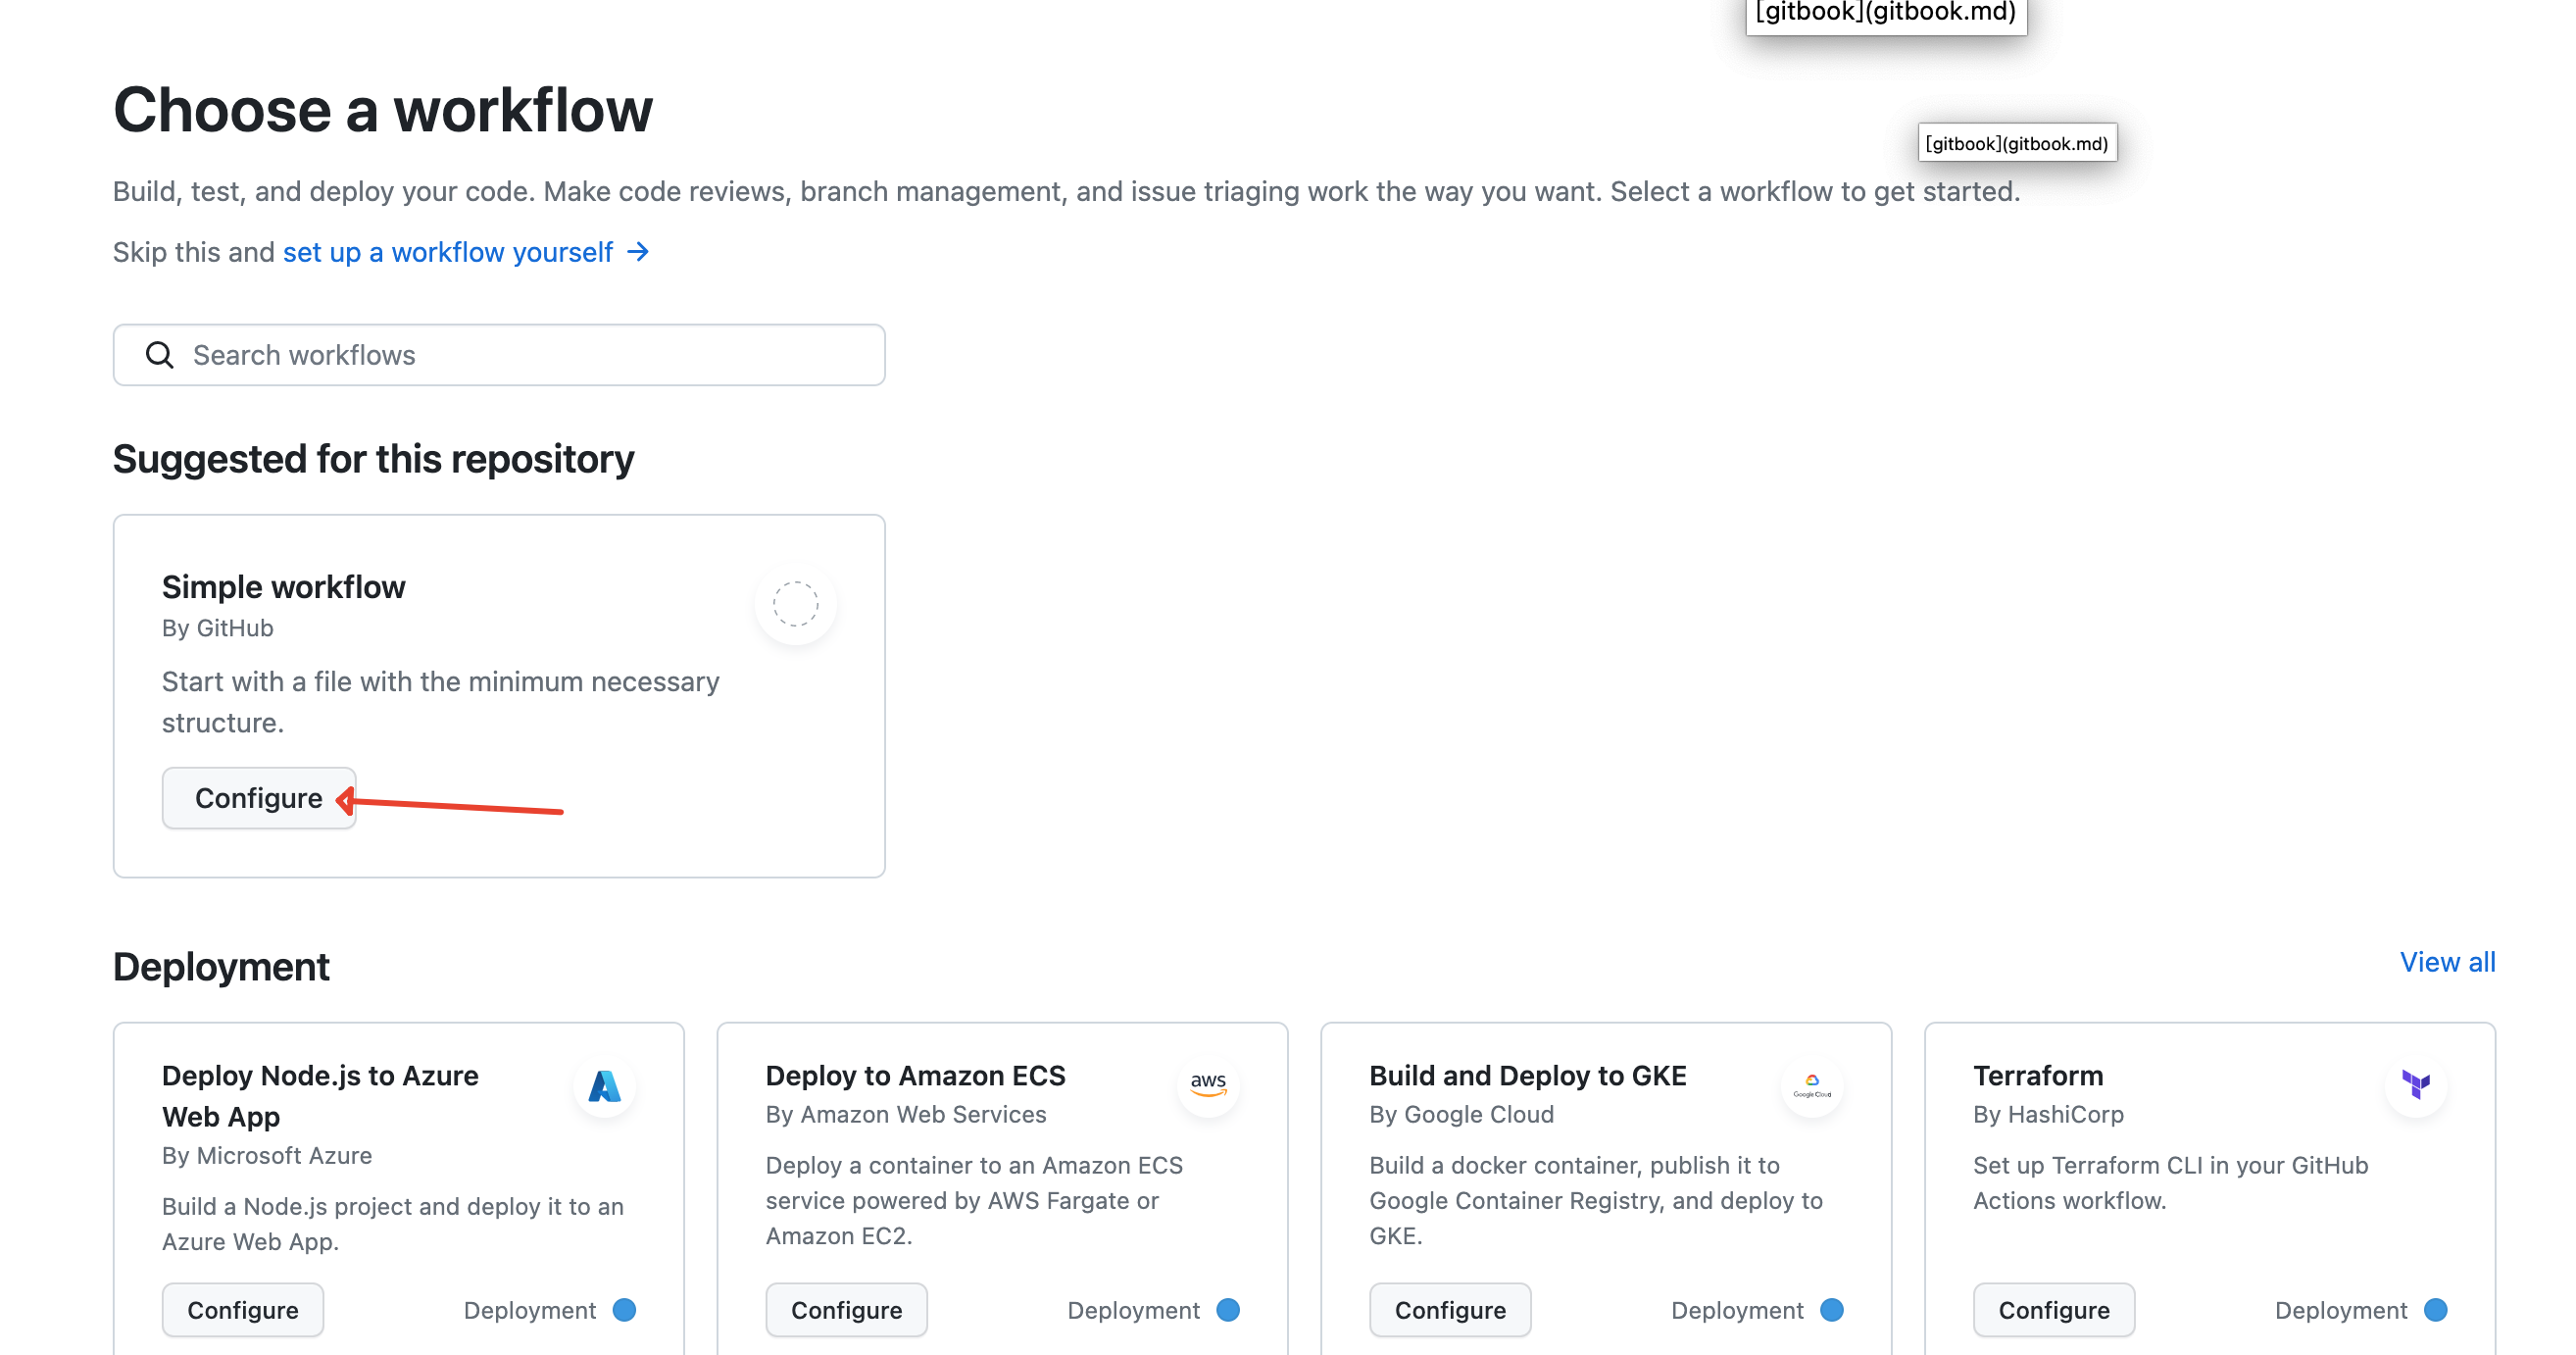 [gitbook](gitbook.md)
Choose a workflow
[gitbook](gitbook.md)
Build, test, and deploy your code. Make code reviews, branch management, and issue triaging work the way you want. Select a workflow to get started.
Skip this and set up a workflow yourself →
Search workflows
Suggested for this repository
Simple workflow
By GitHub
Start with a file with the minimum necessary
structure.
Configure
Deployment
View all
Deploy Node.js to Azure
Web App
By Microsoft Azure
Build a Node.js project and deploy it to an
Azure Web App.
Configure
Deployment
Deploy to Amazon ECS
aws
By Amazon Web Services
Deploy a container to an Amazon ECS
service powered by AWS Fargate or
Amazon EC2.
Configure
Deployment
Build and Deploy to GKE
Google Cloud
By Google Cloud
Build a docker container, publish it to
Google Container Registry, and deploy to
GKE.
Configure
Deployment
Terraform
By HashiCorp
Set up Terraform CLI in your GitHub
Actions workflow.
Configure
Deployment